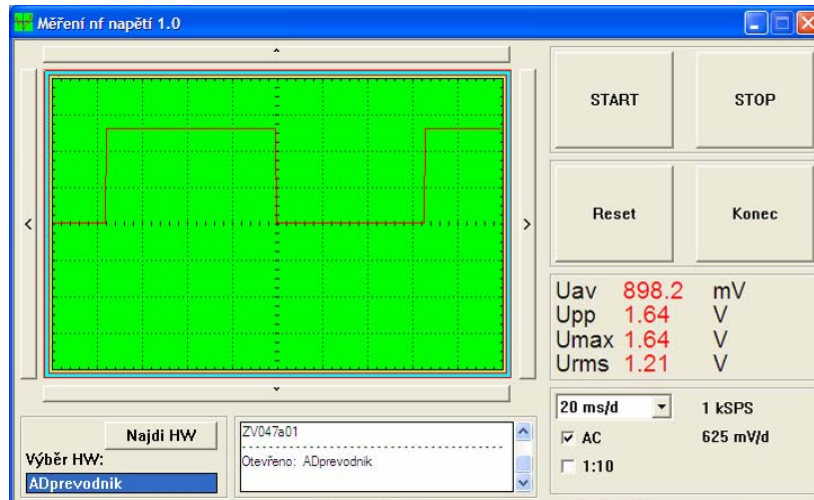 Měření nf napětí 1.0
START
STOP
Reset
Konec
Uav 898.2 mV
Upp 1.64 V
Umax 1.64 V
Urms 1.21 V
20 ms/d
1 kSPS
AC
625 mV/d
1:10
Najdi HW
Výběr HW:
ADprevodnik
ZV047a01
Otevřeno: ADprevodnik